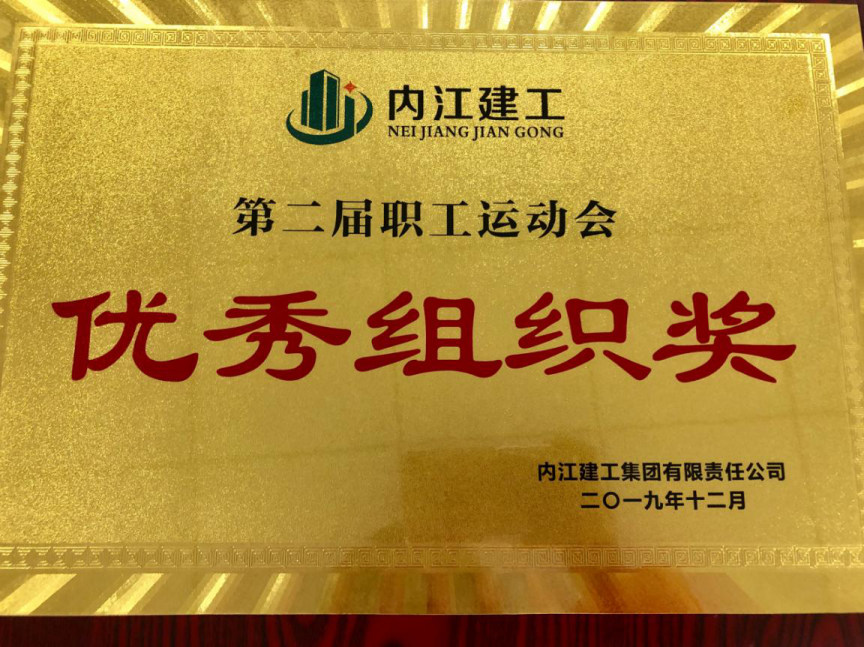 内江建工
NEI JIANG JIAN GONG
第二届职工运动会
优秀组织奖
内江建工集团有限责任公司
二〇一九年十二月